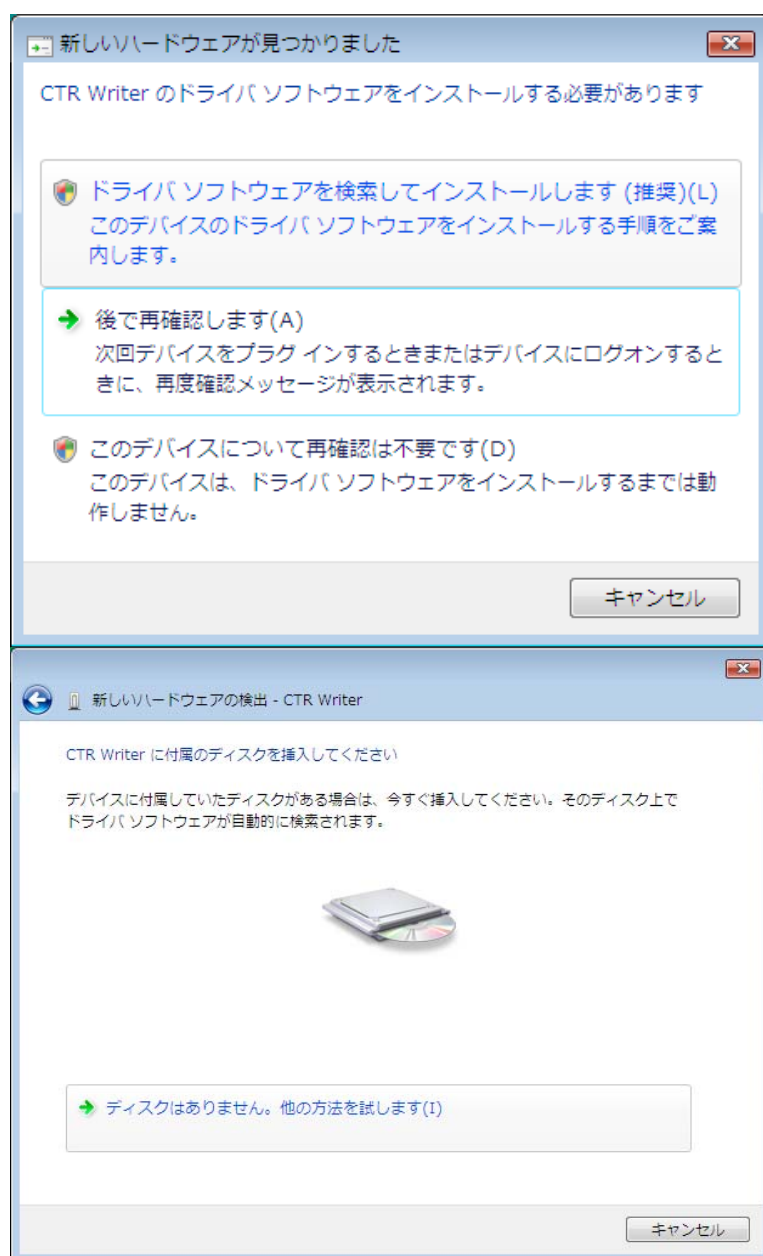 新しいハードウェアが見つかりました
CTR Writer のドライバ ソフトウェアをインストールする必要があります
ドライバ ソフトウェアを検索してインストールします (推奨)(L)
このデバイスのドライバ ソフトウェアをインストールする手順をご案
内します。
後で再確認します(A)
次回デバイスをプラグ インするときまたはデバイスにログオンすると
きに、再度確認メッセージが表示されます。
このデバイスについて再確認は不要です(D)
このデバイスは、ドライバ ソフトウェアをインストールするまでは動
作しません。
キャンセル
新しいハードウェアの検出 - CTR Writer
CTR Writer に付属のディスクを挿入してください
デバイスに付属していたディスクがある場合は、今すぐ挿入してください。そのディスク上で
ドライバ ソフトウェアが自動的に検索されます。
ディスクはありません。他の方法を試します(I)
キャンセル